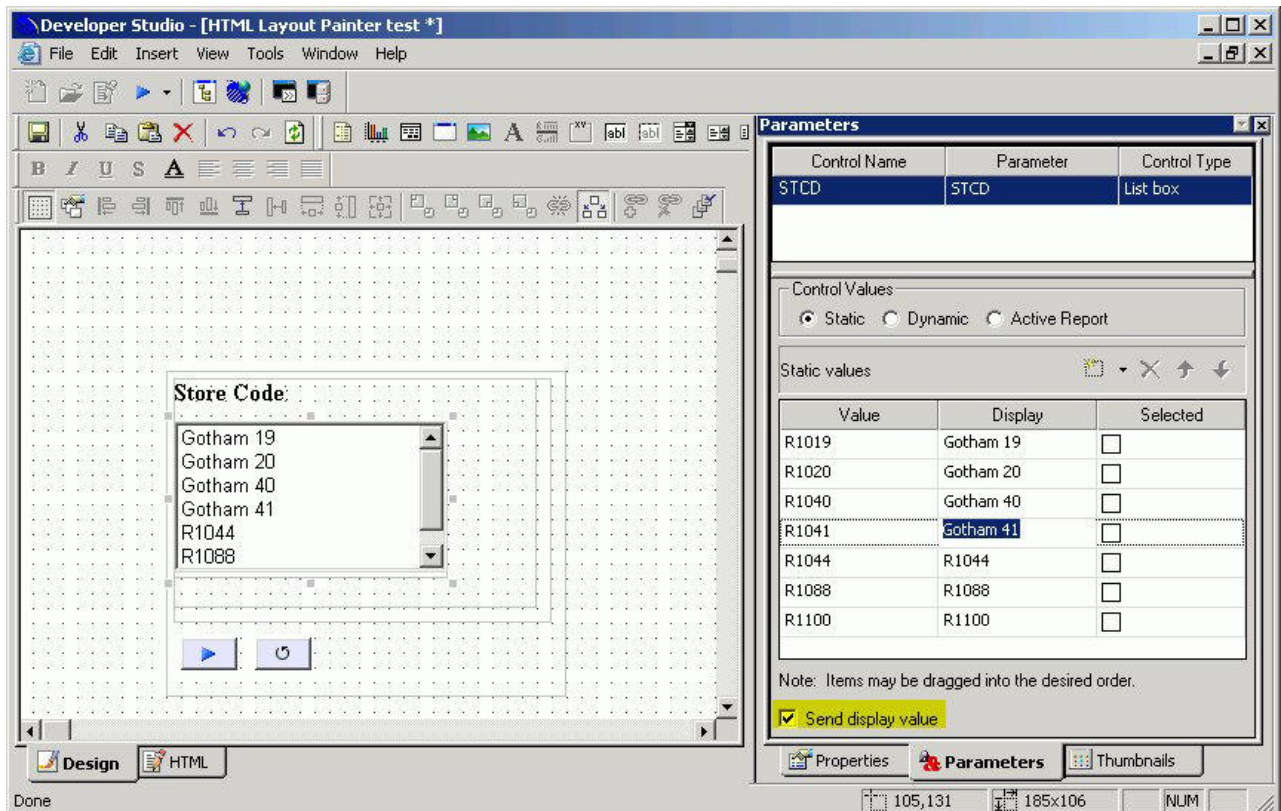 Developer Studio - [HTML Layout Painter test *]
File Edit Insert View Tools Window Help
Parameters
Control Name Parameter Control Type
STCD STCD List box
Control Values
Static Dynamic Active Report
Static values
Value Display Selected
R1019 Gotham 19
R1020 Gotham 20
R1040 Gotham 40
R1041 Gotham 41
R1044 R1044
R1088 R1088
R1100 R1100
Note: Items may be dragged into the desired order.
Send display value
Properties Parameters Thumbnails
B I U S A
A abl abl
Store Code:
Gotham 19
Gotham 20
Gotham 40
Gotham 41
R1044
R1088
Design HTML
Done 105,131 185x106 NUM